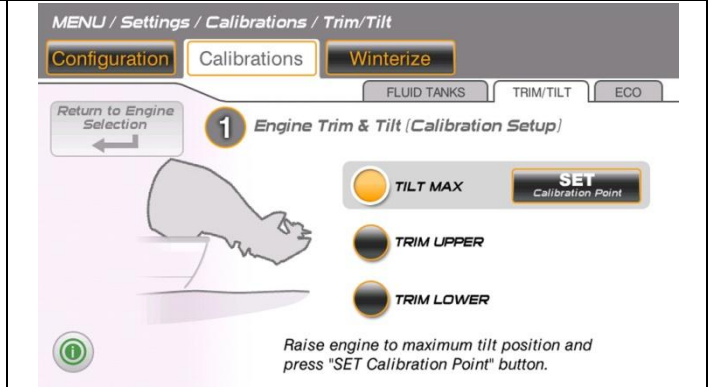 MENU / Settings / Calibrations / Trim/Tilt
Configuration Calibrations Winterize
FLUID TANKS TRIM/TILT ECO
Return to Engine
Selection
1 Engine Trim & Tilt (Calibration Setup)
TILT MAX SET
Calibration Point
TRIM UPPER
TRIM LOWER
Raise engine to maximum tilt position and
press "SET Calibration Point" button.
i